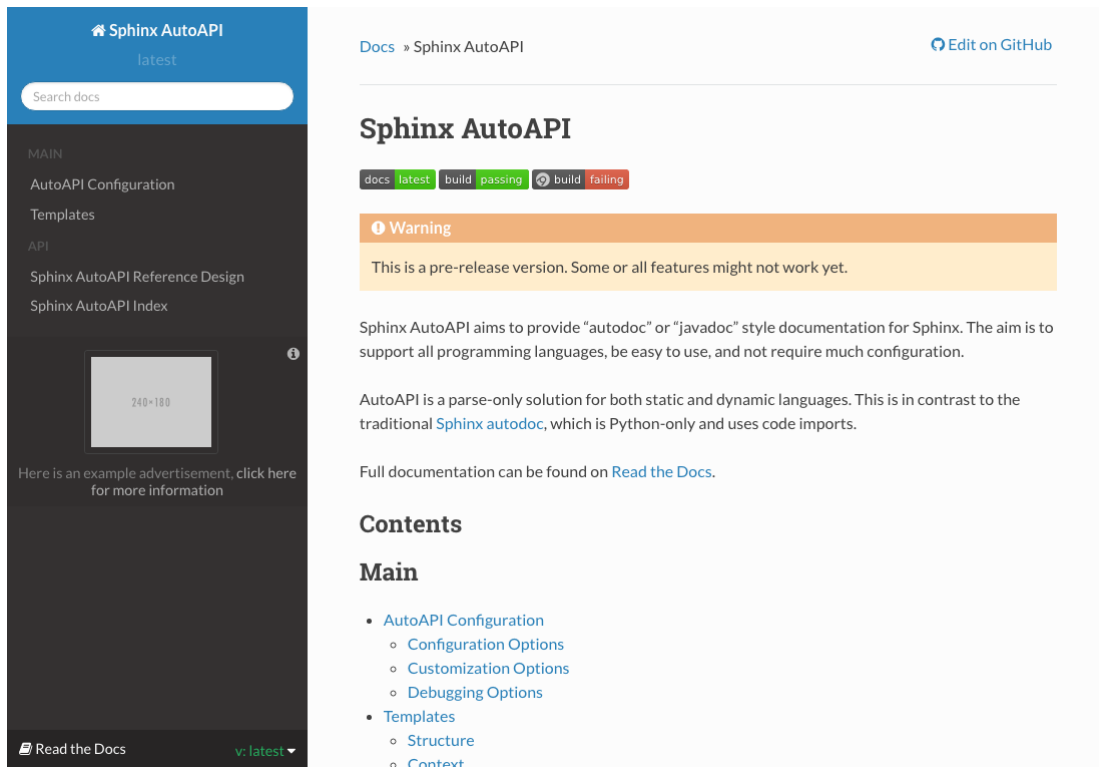 Sphinx AutoAPI
latest
Search docs
MAIN
AutoAPI Configuration
Templates
API
Sphinx AutoAPI Reference Design
Sphinx AutoAPI Index
240×180
Here is an example advertisement, click here
for more information
Read the Docs
v: latest
Docs » Sphinx AutoAPI
Edit on GitHub
Sphinx AutoAPI
docs latest build passing build failing
Warning
This is a pre-release version. Some or all features might not work yet.
Sphinx AutoAPI aims to provide “autodoc” or “javadoc” style documentation for Sphinx. The aim is to
support all programming languages, be easy to use, and not require much configuration.
AutoAPI is a parse-only solution for both static and dynamic languages. This is in contrast to the
traditional Sphinx autodoc, which is Python-only and uses code imports.
Full documentation can be found on Read the Docs.
Contents
Main
• AutoAPI Configuration
◦ Configuration Options
◦ Customization Options
◦ Debugging Options
• Templates
◦ Structure
◦ Context